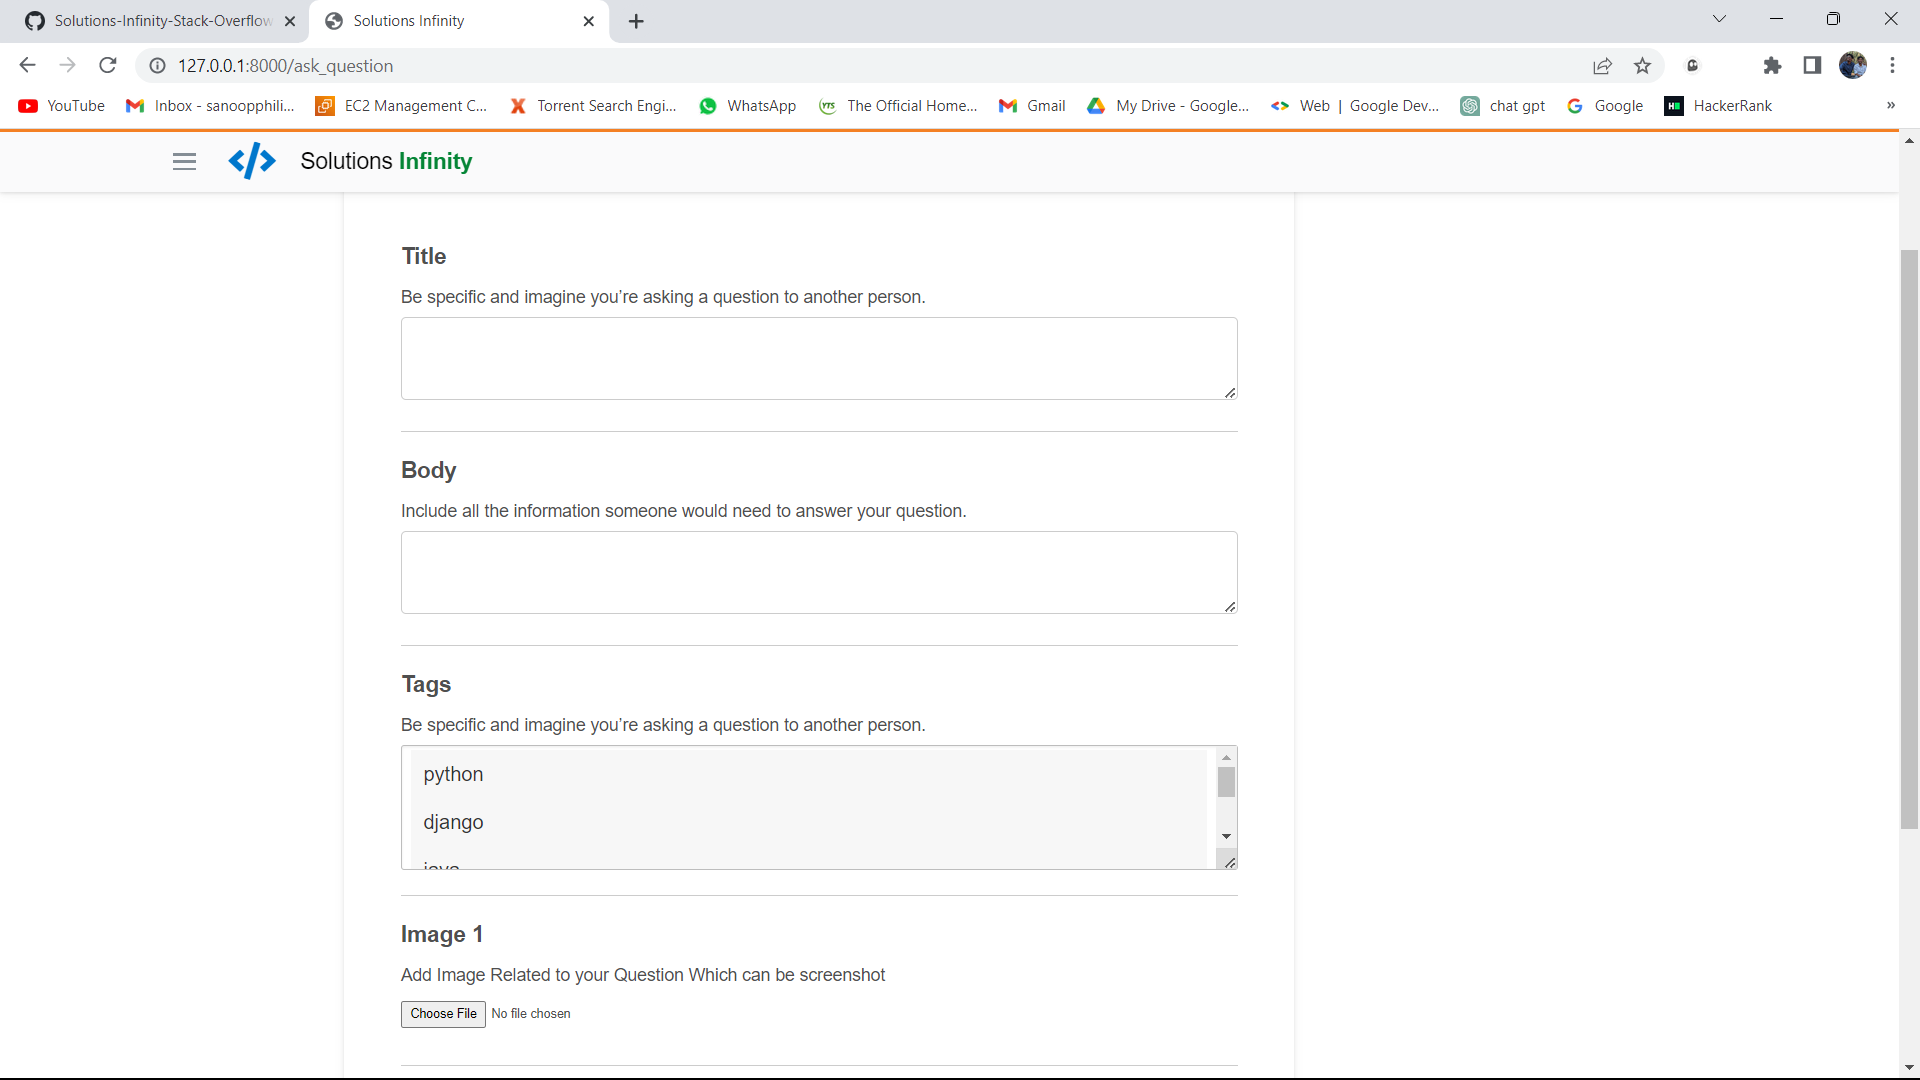 Solutions-Infinity-Stack-Overflow
Solutions Infinity
127.0.0.1:8000/ask_question
YouTube
Inbox - sanoopphili...
EC2 Management C...
Torrent Search Engi...
WhatsApp
YTS
The Official Home...
Gmail
My Drive - Google...
Web | Google Dev...
chat gpt
Google
HackerRank
»
</> Solutions Infinity
Title
Be specific and imagine you’re asking a question to another person.
Body
Include all the information someone would need to answer your question.
Tags
Be specific and imagine you’re asking a question to another person.
python
django
java
Image 1
Add Image Related to your Question Which can be screenshot
Choose File No file chosen